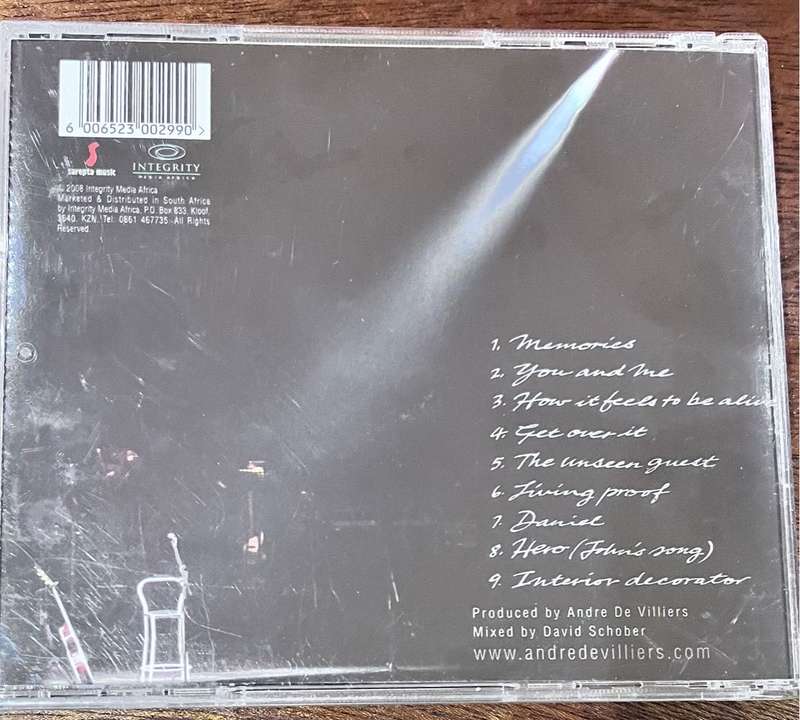 6 006523 002990 >
sarepta music
INTEGRITY
MEDIA AFRICA
© 2008 Integrity Media Africa
Marketed & Distributed in South Africa
by Integrity Media Africa, P.O. Box 833, Kloof,
3640, KZN, Tel: 0861 467735 All Rights
Reserved
1. Memories
2. You and Me
3. How it feels to be alive
4. Get over it
5. The unseen guest
6. Living proof
7. Daniel
8. Hero (John's song)
9. Interior decorator
Produced by Andre De Villiers
Mixed by David Schober
www.andredevilliers.com